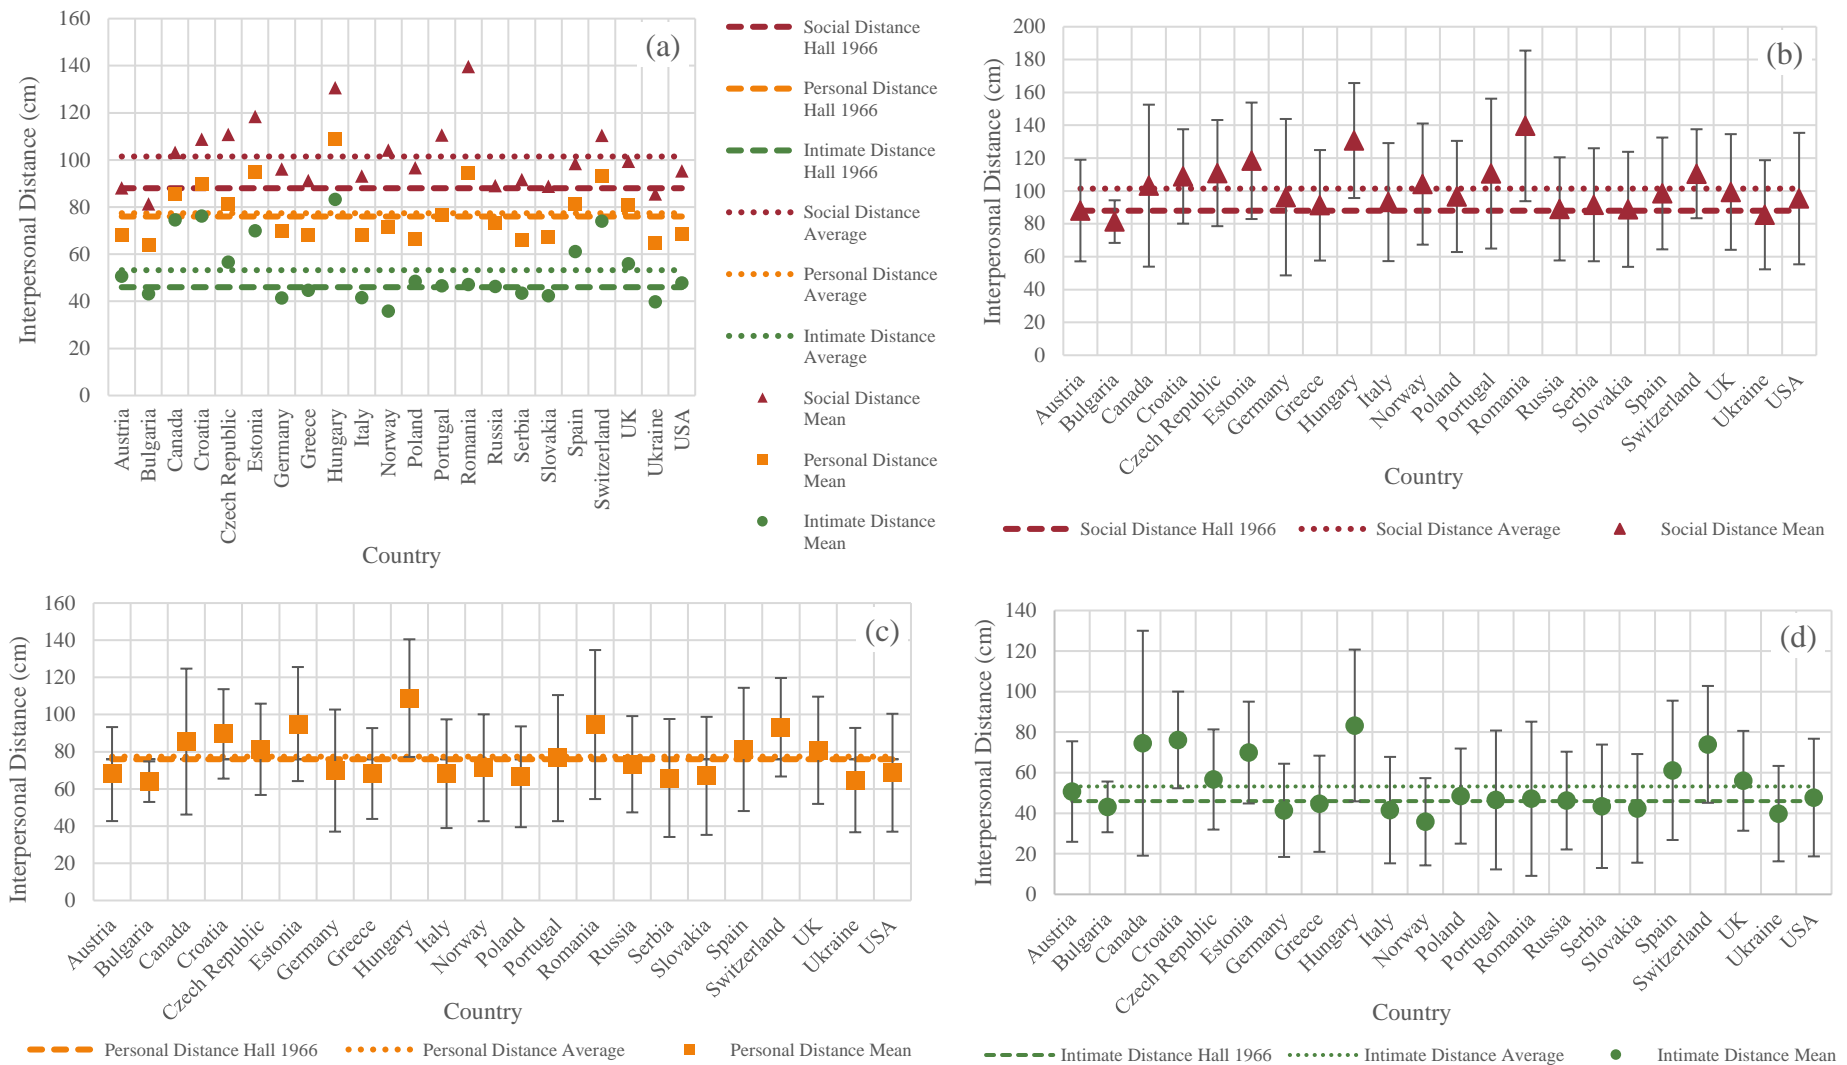 160
140
120
100
80
60
40
20
0
Interpersonal Distance (cm)
(a)
Austria
Bulgaria
Canada
Croatia
Czech Republic
Estonia
Germany
Greece
Hungary
Italy
Norway
Poland
Portugal
Romania
Russia
Serbia
Slovakia
Spain
Switzerland
UK
Ukraine
USA
Country
Social Distance
Hall 1966
Personal Distance
Hall 1966
Intimate Distance
Hall 1966
Social Distance
Average
Personal Distance
Average
Intimate Distance
Average
Social Distance
Mean
Personal Distance
Mean
Intimate Distance
Mean
200
180
160
140
120
100
80
60
40
20
0
Interperosnal Distance (cm)
(b)
Austria
Bulgaria
Canada
Croatia
Czech Republic
Estonia
Germany
Greece
Hungary
Italy
Norway
Poland
Portugal
Romania
Russia
Serbia
Slovakia
Spain
Switzerland
UK
Ukraine
USA
Country
Social Distance Hall 1966
Social Distance Average
Social Distance Mean
160
140
120
100
80
60
40
20
0
Interpersonal Distance (cm)
(c)
Austria
Bulgaria
Canada
Croatia
Czech Republic
Estonia
Germany
Greece
Hungary
Italy
Norway
Poland
Portugal
Romania
Russia
Serbia
Slovakia
Spain
Switzerland
UK
Ukraine
USA
Country
Personal Distance Hall 1966
Personal Distance Average
Personal Distance Mean
140
120
100
80
60
40
20
0
Interpersonal Distance (cm)
(d)
Austria
Bulgaria
Canada
Croatia
Czech Republic
Estonia
Germany
Greece
Hungary
Italy
Norway
Poland
Portugal
Romania
Russia
Serbia
Slovakia
Spain
Switzerland
UK
Ukraine
USA
Country
Intimate Distance Hall 1966
Intimate Distance Average
Intimate Distance Mean